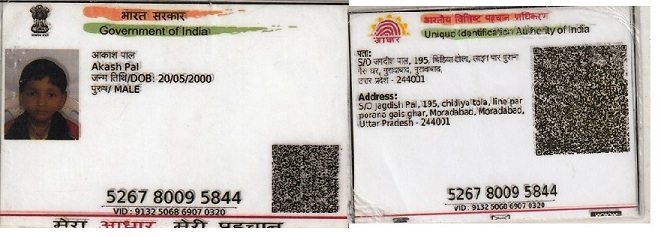 भारत सरकार
Government of India
आकाश पाल
Akash Pal
जन्म तिथि/DOB: 20/05/2000
पुरुष/ MALE
5267 8009 5844
VID : 9132 5068 6907 0320
मेरा आधार, मेरी पहचान
भारतीय विशिष्ट पहचान प्राधिकरण
Unique Identification Authority of India
आधार
पता:
S/O जगदीश पाल, 195, चिड़िया टोला, लाइन पार
घर, मुरादाबाद, मुरादाबाद,
उत्तर प्रदेश - 244001
Address:
S/O Jagdish Pal, 195, chidiya tola, line par
porana gais ghar, Moradabad, Moradabad,
Uttar Pradesh - 244001
5267 8009 5844
VID : 9132 5068 6907 0320